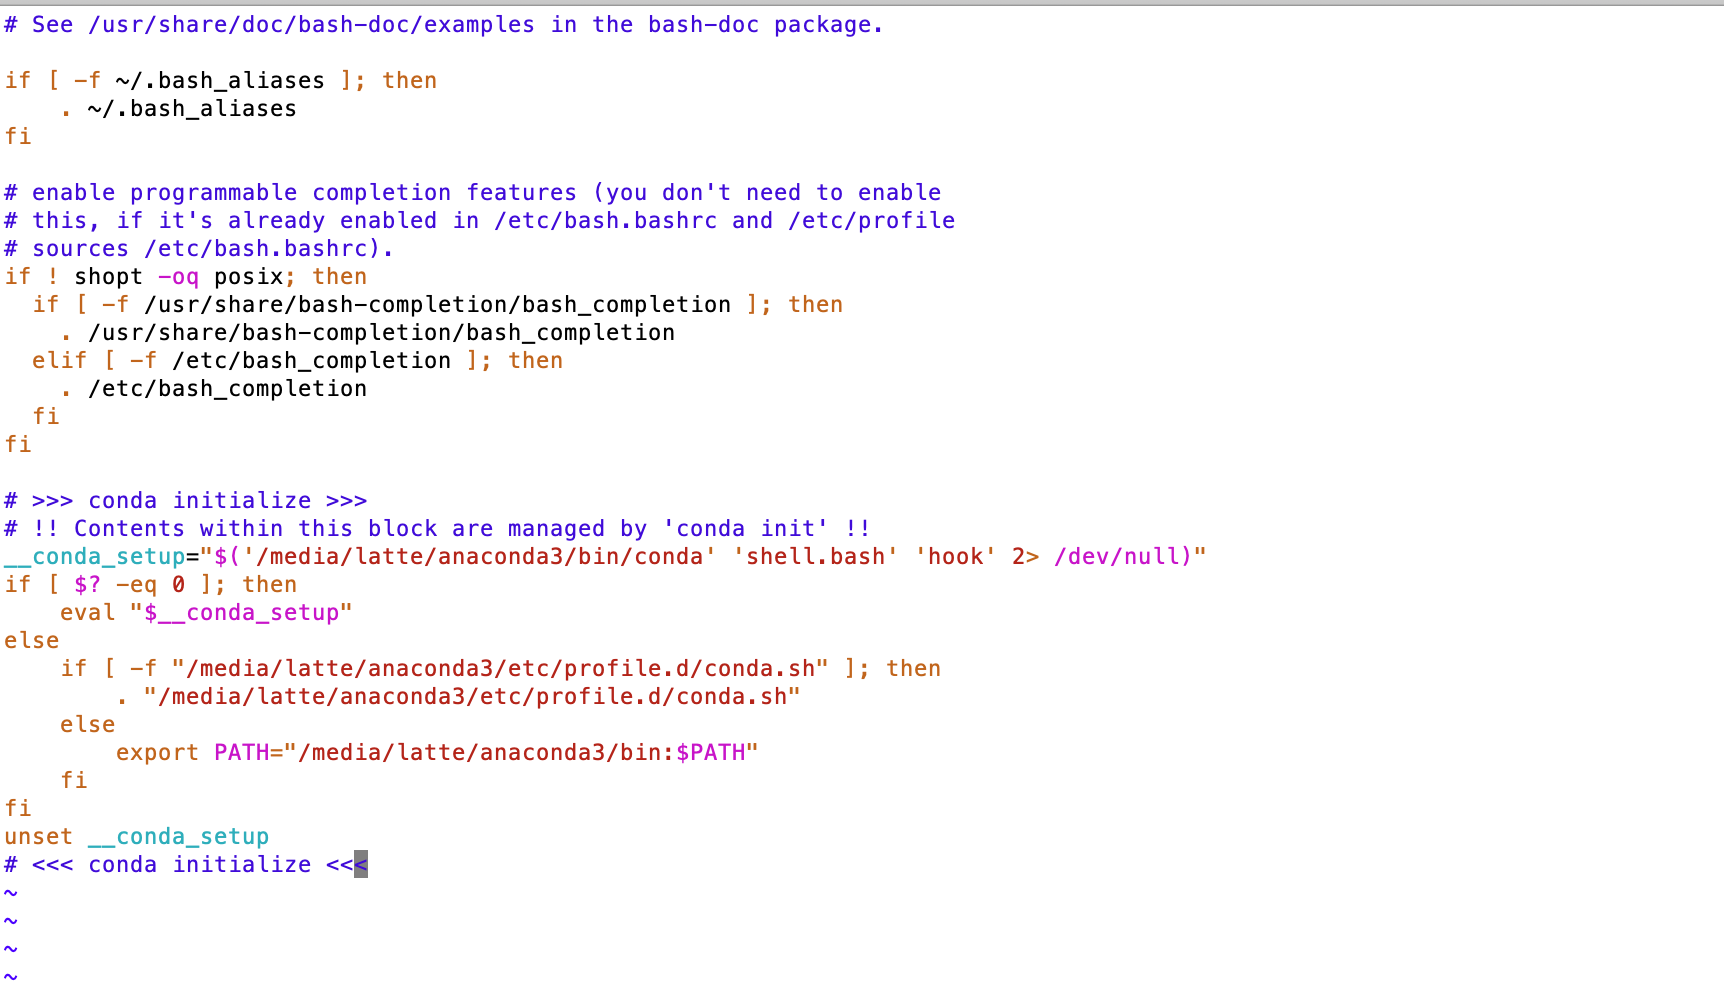 # See /usr/share/doc/bash-doc/examples in the bash-doc package.

if [ -f ~/.bash_aliases ]; then
    . ~/.bash_aliases
fi

# enable programmable completion features (you don't need to enable
# this, if it's already enabled in /etc/bash.bashrc and /etc/profile
# sources /etc/bash.bashrc).
if ! shopt -oq posix; then
  if [ -f /usr/share/bash-completion/bash_completion ]; then
    . /usr/share/bash-completion/bash_completion
  elif [ -f /etc/bash_completion ]; then
    . /etc/bash_completion
  fi
fi

# >>> conda initialize >>>
# !! Contents within this block are managed by 'conda init' !!
__conda_setup="$('/media/latte/anaconda3/bin/conda' 'shell.bash' 'hook' 2> /dev/null)"
if [ $? -eq 0 ]; then
    eval "$__conda_setup"
else
    if [ -f "/media/latte/anaconda3/etc/profile.d/conda.sh" ]; then
        . "/media/latte/anaconda3/etc/profile.d/conda.sh"
    else
        export PATH="/media/latte/anaconda3/bin:$PATH"
    fi
fi
unset __conda_setup
# <<< conda initialize <<<
~
~
~
~